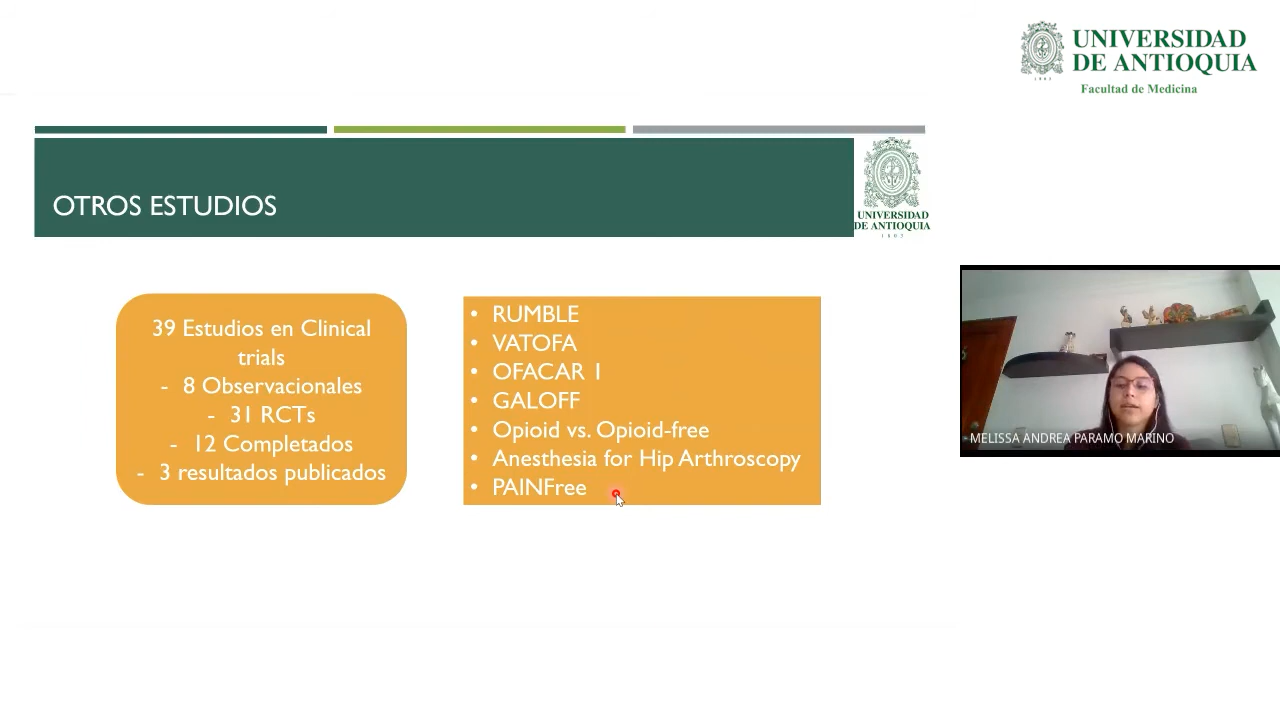 UNIVERSIDAD
DE ANTIOQUIA
1803
Facultad de Medicina
OTROS ESTUDIOS
UNIVERSIDAD
DE ANTIOQUIA
1803
39 Estudios en Clinical
trials
- 8 Observacionales
- 31 RCTs
- 12 Completados
- 3 resultados publicados
• RUMBLE
• VATOFA
• OFACAR 1
• GALOFF
• Opioid vs. Opioid-free
• Anesthesia for Hip Arthroscopy
• PAINFree
MELISSA ANDREA PARAMO MARINO